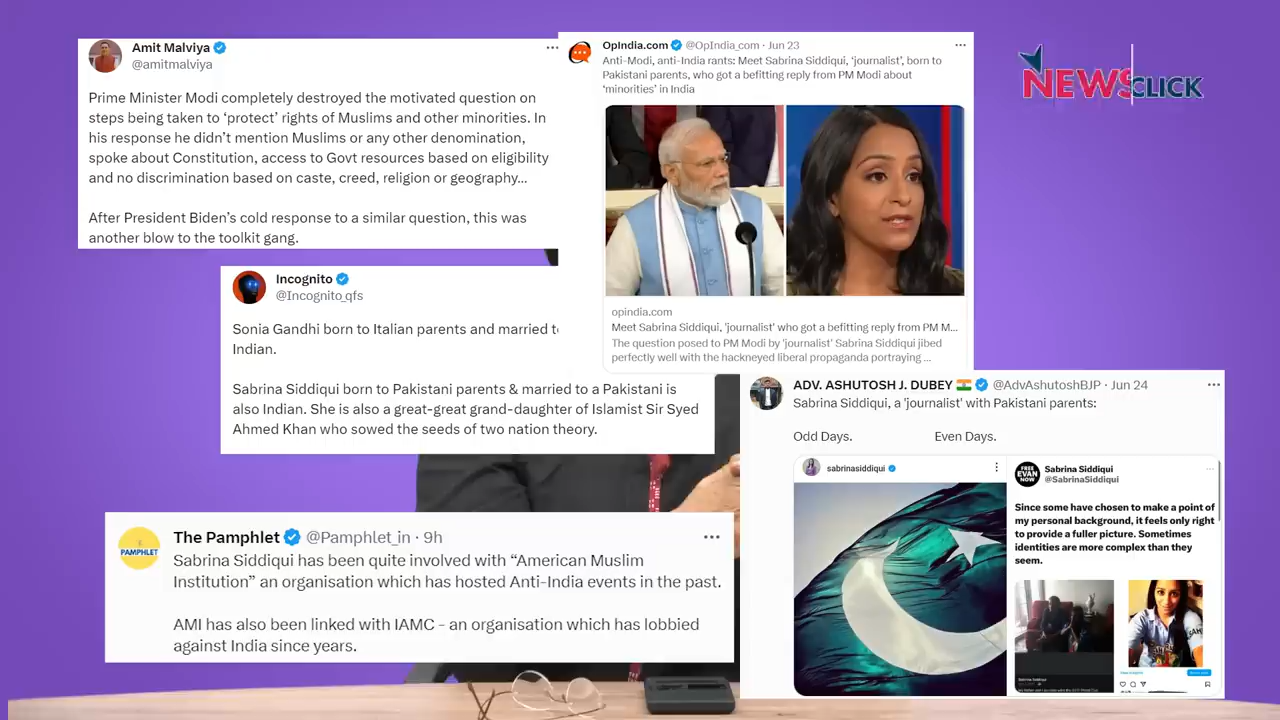 Amit Malviya
@amitmalviya
Prime Minister Modi completely destroyed the motivated question on
steps being taken to ‘protect’ rights of Muslims and other minorities. In
his response he didn’t mention Muslims or any other denomination,
spoke about Constitution, access to Govt resources based on eligibility
and no discrimination based on caste, creed, religion or geography...
After President Biden’s cold response to a similar question, this was
another blow to the toolkit gang.
OpIndia.com @OpIndia_com · Jun 23
Anti-Modi, anti-India rants: Meet Sabrina Siddiqui, ‘journalist’, born to
Pakistani parents, who got a befitting reply from PM Modi about
‘minorities’ in India
opindia.com
Meet Sabrina Siddiqui, 'journalist' who got a befitting reply from PM M...
The question posed to PM Modi by 'journalist' Sabrina Siddiqui jibed
perfectly well with the hackneyed liberal propaganda portraying ...
NEWSCLICK
Incognito
@Incognito_qfs
Sonia Gandhi born to Italian parents and married to
Indian.
Sabrina Siddiqui born to Pakistani parents & married to a Pakistani is
also Indian. She is also a great-great grand-daughter of Islamist Sir Syed
Ahmed Khan who sowed the seeds of two nation theory.
ADV. ASHUTOSH J. DUBEY @AdvAshutoshBJP · Jun 24
Sabrina Siddiqui, a 'journalist' with Pakistani parents:
Odd Days. Even Days.
sabrinasiddiqui
FREE EVAN NOW
Sabrina Siddiqui
@SabrinaSiddiqui
Since some have chosen to make a point of
my personal background, it feels only right
to provide a fuller picture. Sometimes
identities are more complex than they
seem.
PAMPHLET
The Pamphlet @Pamphlet_in · 9h
Sabrina Siddiqui has been quite involved with “American Muslim
Institution” an organisation which has hosted Anti-India events in the past.
AMI has also been linked with IAMC - an organisation which has lobbied
against India since years.